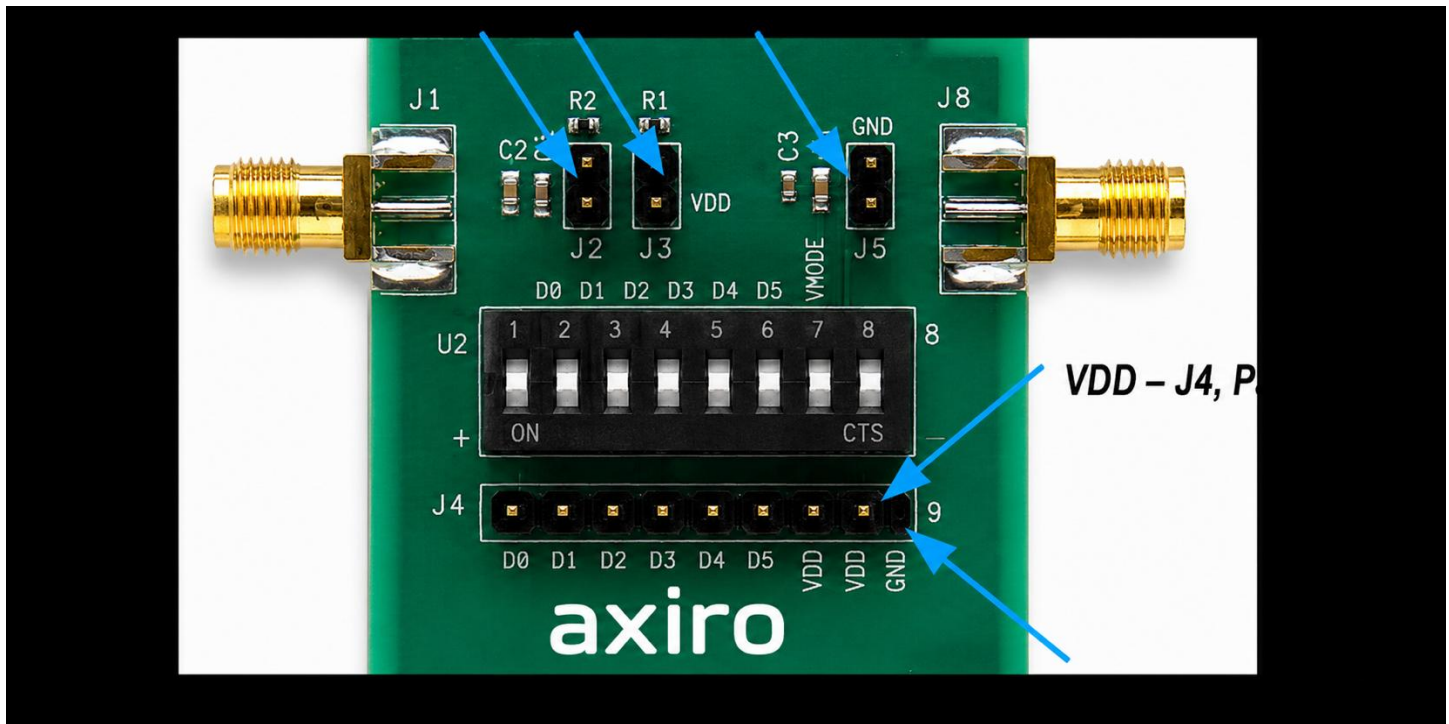 J1
J8
R2
R1
GND
C2
C3
VDD
J2
J3
J5
VMODE
D0 D1 D2 D3 D4 D5
U2
1 2 3 4 5 6 7 8
8
VDD – J4, P
+
ON
CTS
–
J4
9
D0 D1 D2 D3 D4 D5 VDD VDD GND
axiro